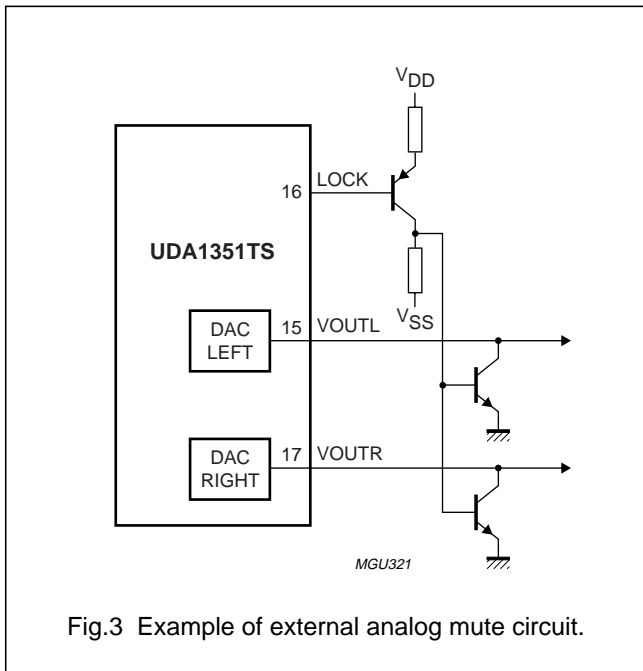 VDD
16 LOCK
UDA1351TS
VSS
DAC
LEFT
15 VOUTL
DAC
RIGHT
17 VOUTR
MGU321
Fig.3 Example of external analog mute circuit.